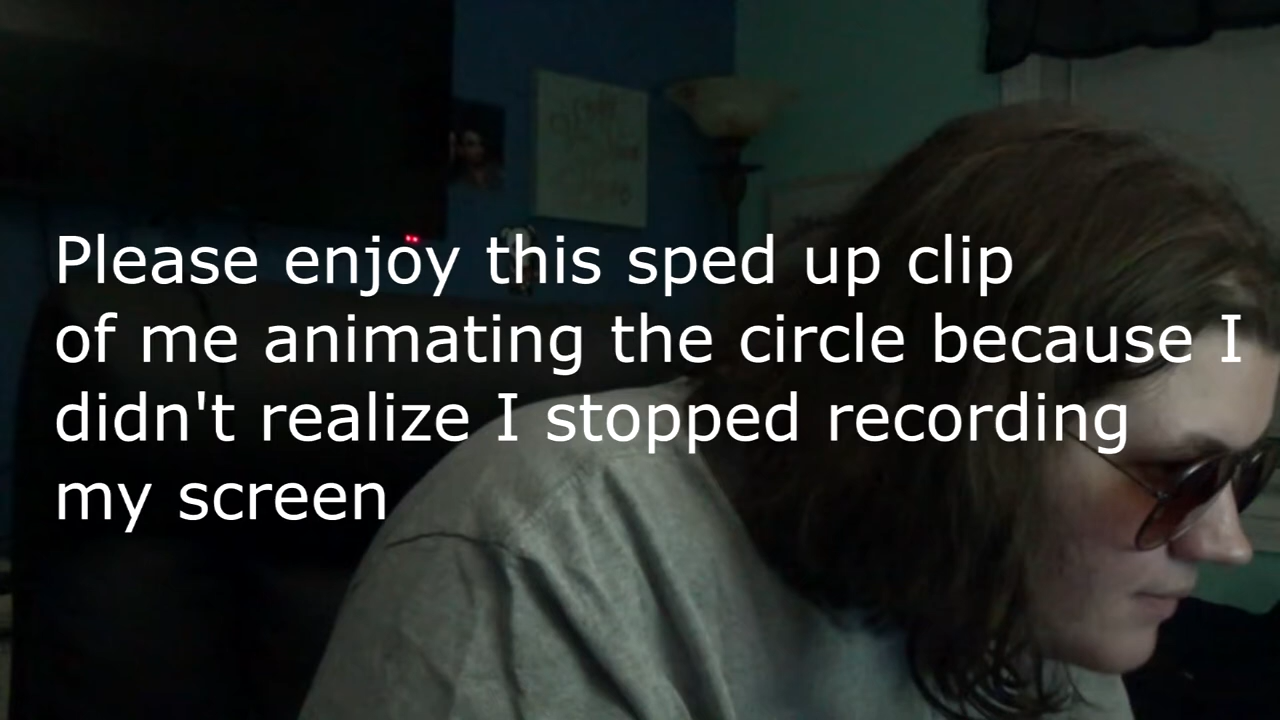 Please enjoy this sped up clip
of me animating the circle because I
didn't realize I stopped recording
my screen